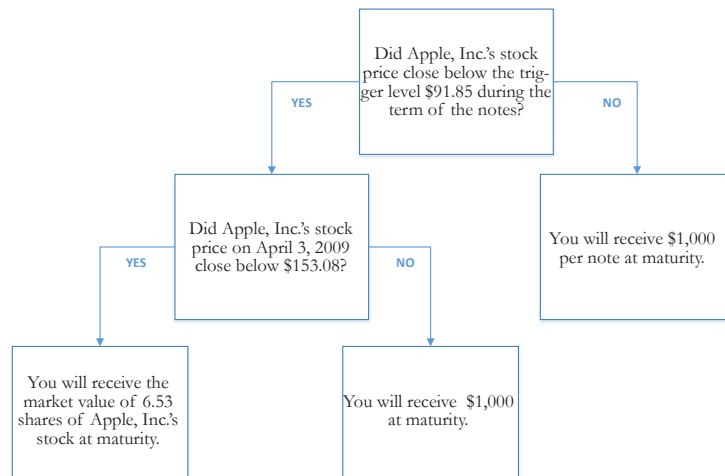 Did Apple, Inc.'s stock
price close below the trig-
ger level $91.85 during the
term of the notes?
YES
NO
Did Apple, Inc.'s stock
price on April 3, 2009
close below $153.08?
You will receive $1,000
per note at maturity.
YES
NO
You will receive the
market value of 6.53
shares of Apple, Inc.'s
stock at maturity.
You will receive $1,000
at maturity.